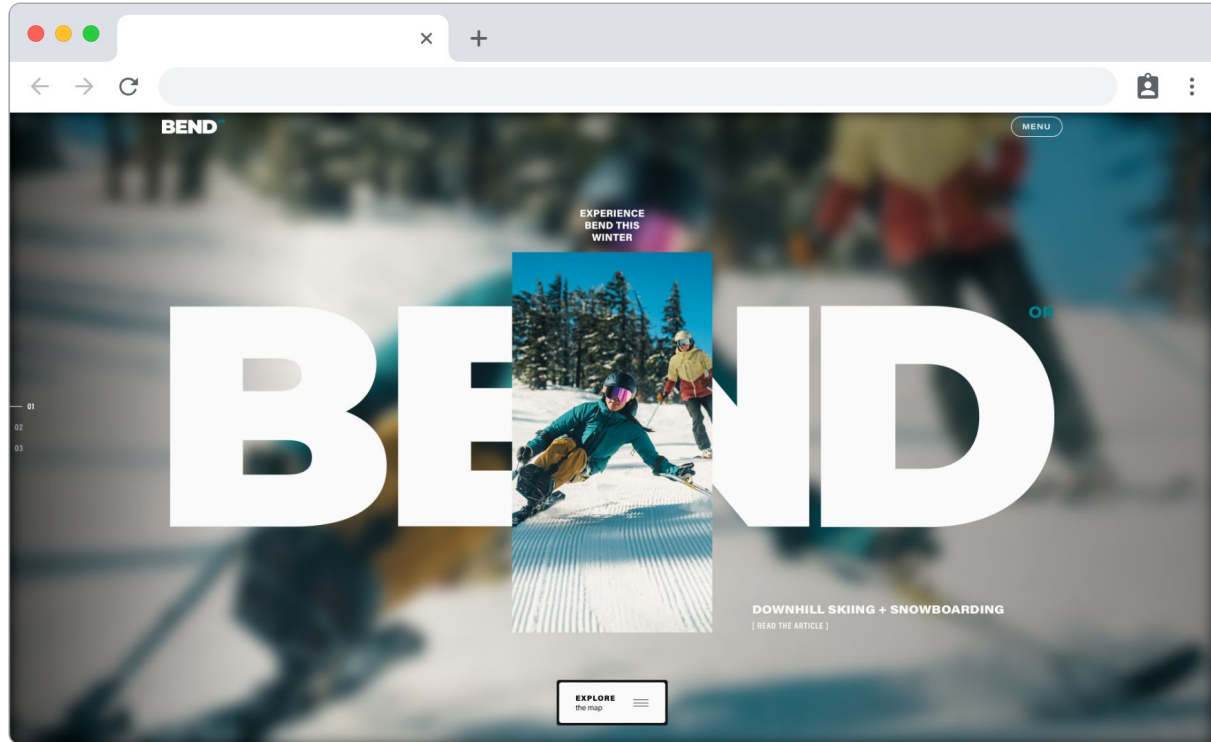 BEND
MENU
EXPERIENCE
BEND THIS
WINTER
BEND OR
01
02
03
DOWNHILL SKIING + SNOWBOARDING
[ READ THE ARTICLE ]
EXPLORE
the map